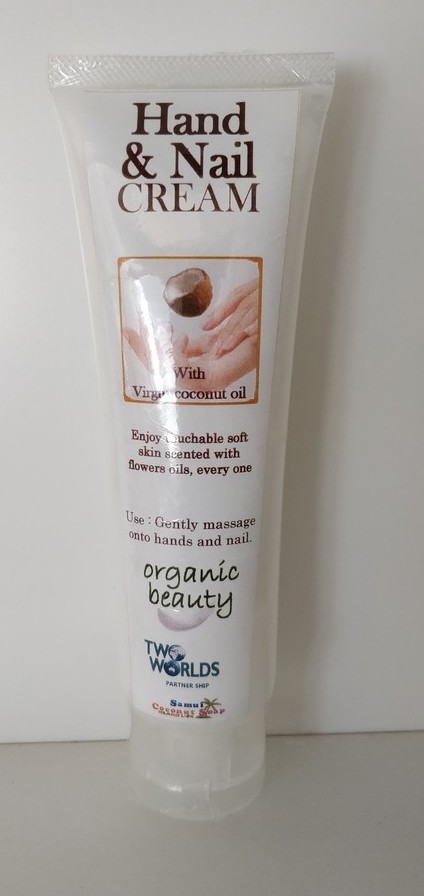 Hand
& Nail
CREAM
With
Virgin coconut oil
Enjoy touchable soft
skin scented with
flowers oils, every one
Use : Gently massage
onto hands and nail.
organic
beauty
TWO
WORLDS
PARTNER SHIP
Samui
Coconut Soap